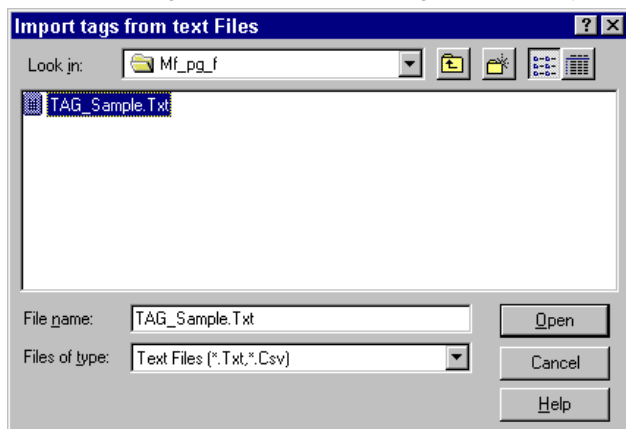 Import tags from text Files
Look in: Mf_pg_f
TAG_Sample.Txt
File name: TAG_Sample.Txt Open
Files of type: Text Files (*.Txt,*.Csv) Cancel
Help